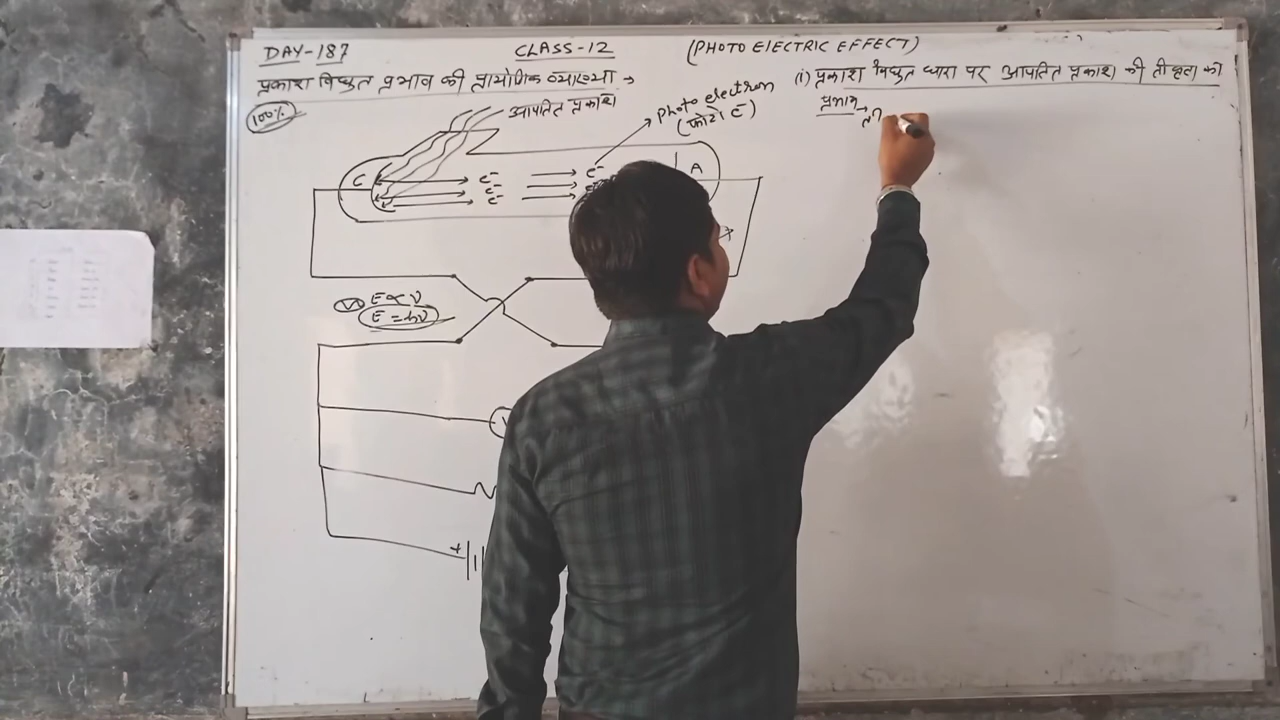 DAY-187
CLASS-12
(PHOTO ELECTRIC EFFECT)
प्रकाश विद्युत प्रभाव की प्रायोगिक व्याख्या →
100%
आपतित प्रकाश
Photo electron
(फोटो e⁻)
C
e⁻
e⁻
e⁻
e⁻
A
E ∝ ν
E = hν
+
(i) प्रकाश विद्युत धारा पर आपतित प्रकाश की तीव्रता का
प्रभाव →